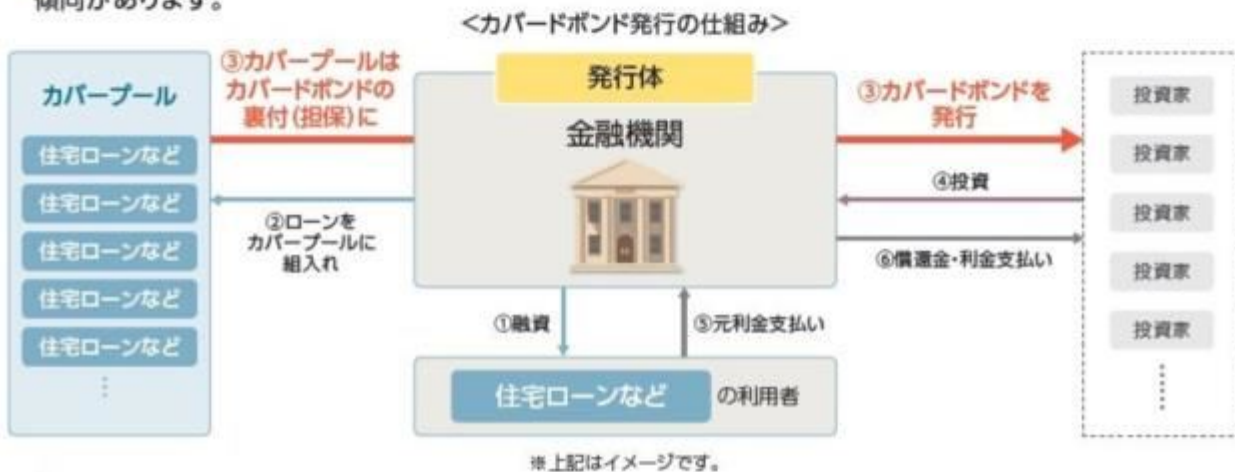 傾向があります。
<カバードボンド発行の仕組み>
カバープール
住宅ローンなど
住宅ローンなど
住宅ローンなど
住宅ローンなど
住宅ローンなど
③カバープールは
カバードボンドの
裏付(担保)に
②ローンを
カバープールに
組入れ
発行体
金融機関
①融資
⑤元利金支払い
住宅ローンなど の利用者
③カバードボンドを
発行
④投資
⑥償還金・利金支払い
投資家
投資家
投資家
投資家
投資家
※上記はイメージです。